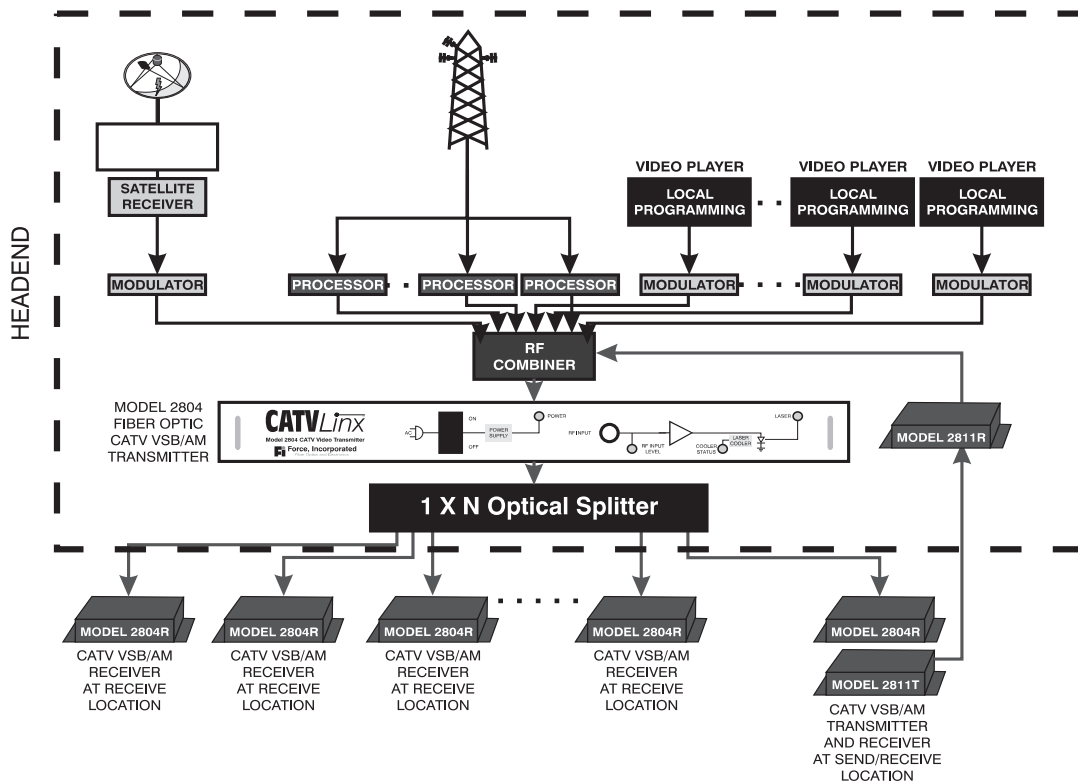 HEADEND
SATELLITE
RECEIVER
VIDEO PLAYER
LOCAL
PROGRAMMING
VIDEO PLAYER
LOCAL
PROGRAMMING
VIDEO PLAYER
LOCAL
PROGRAMMING
MODULATOR
PROCESSOR
PROCESSOR
PROCESSOR
MODULATOR
MODULATOR
MODULATOR
RF
COMBINER
MODEL 2804
FIBER OPTIC
CATV VSB/AM
TRANSMITTER
CATVLinx
Model 2804 CATV Video Transmitter
Fi Force, Incorporated
AC
ON
OFF
POWER
SUPPLY
POWER
RF INPUT
RF INPUT
LEVEL
COOLER
STATUS
LASER
COOLER
LASER
MODEL 2811R
1 X N Optical Splitter
MODEL 2804R
CATV VSB/AM
RECEIVER
AT RECEIVE
LOCATION
MODEL 2804R
CATV VSB/AM
RECEIVER
AT RECEIVE
LOCATION
MODEL 2804R
CATV VSB/AM
RECEIVER
AT RECEIVE
LOCATION
MODEL 2804R
CATV VSB/AM
RECEIVER
AT RECEIVE
LOCATION
MODEL 2804R
MODEL 2811T
CATV VSB/AM
TRANSMITTER
AND RECEIVER
AT SEND/RECEIVE
LOCATION